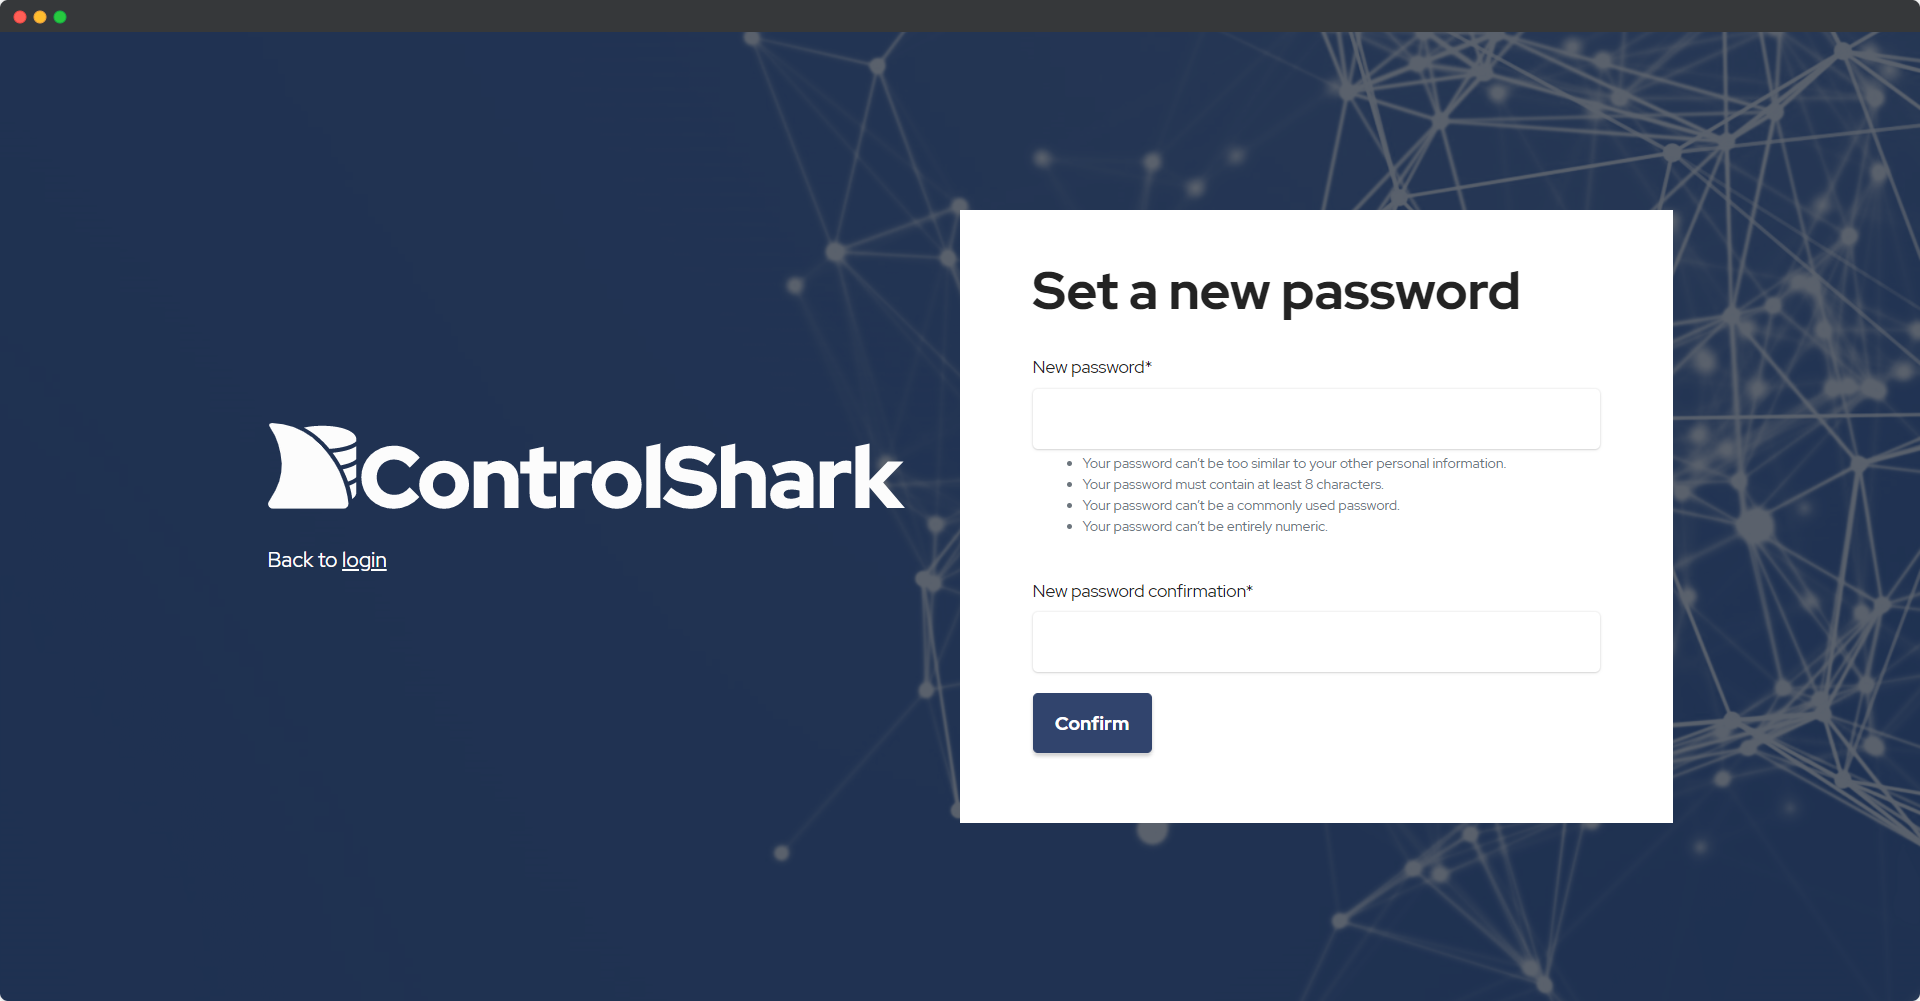 ControlShark
Back to login
Set a new password
New password*
Your password can't be too similar to your other personal information.
Your password must contain at least 8 characters.
Your password can't be a commonly used password.
Your password can't be entirely numeric.
New password confirmation*
Confirm